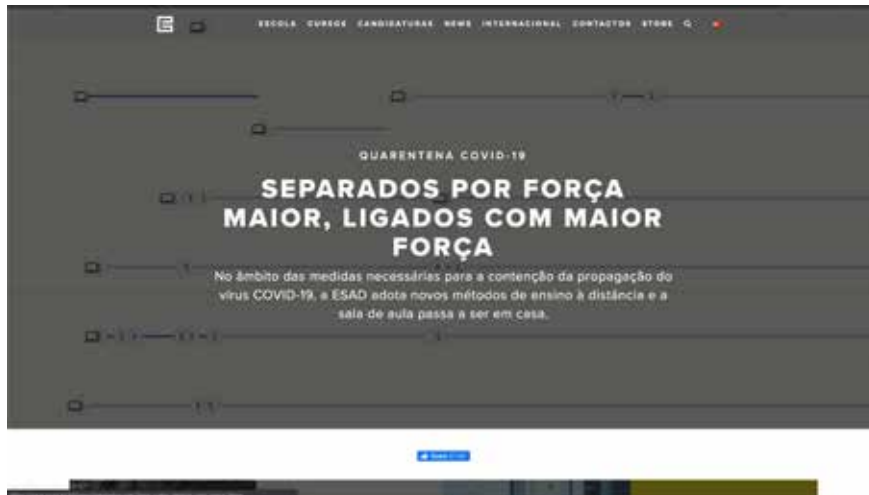 ESCOLA CURSOS CANDIDATURAS NEWS INTERNACIONAL CONTACTOS STORE
QUARENTENA COVID-19
SEPARADOS POR FORÇA
MAIOR, LIGADOS COM MAIOR
FORÇA
No âmbito das medidas necessárias para a contenção da propagação do
vírus COVID-19, a ESAD adota novos métodos de ensino à distância e a
sala de aula passa a ser em casa.